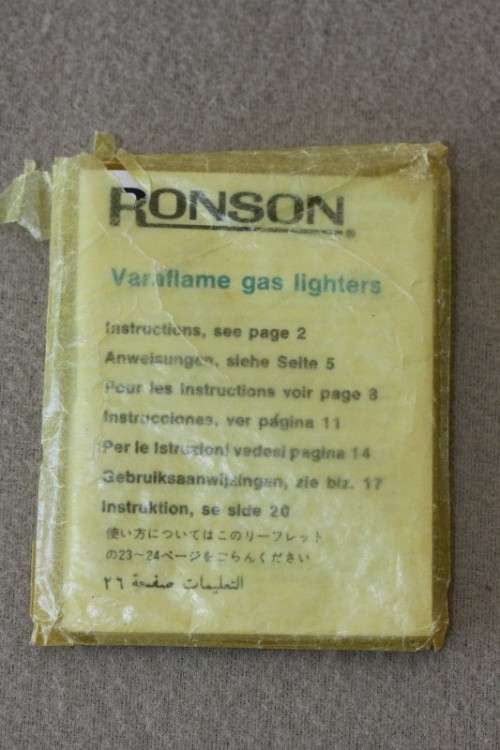 RONSON®
Varaflame gas lighters
Instructions, see page 2
Anweisungen, siehe Seite 5
Pour les instructions voir page 8
Instrucciones, ver página 11
Per le istruzioni vedesi pagina 14
Gebruiksaanwijzingen, zie blz. 17
Instruktion, se side 20
使い方についてはこのリーフレット
の23〜24ページをごらんください
التعليمات صفحة ٢٦